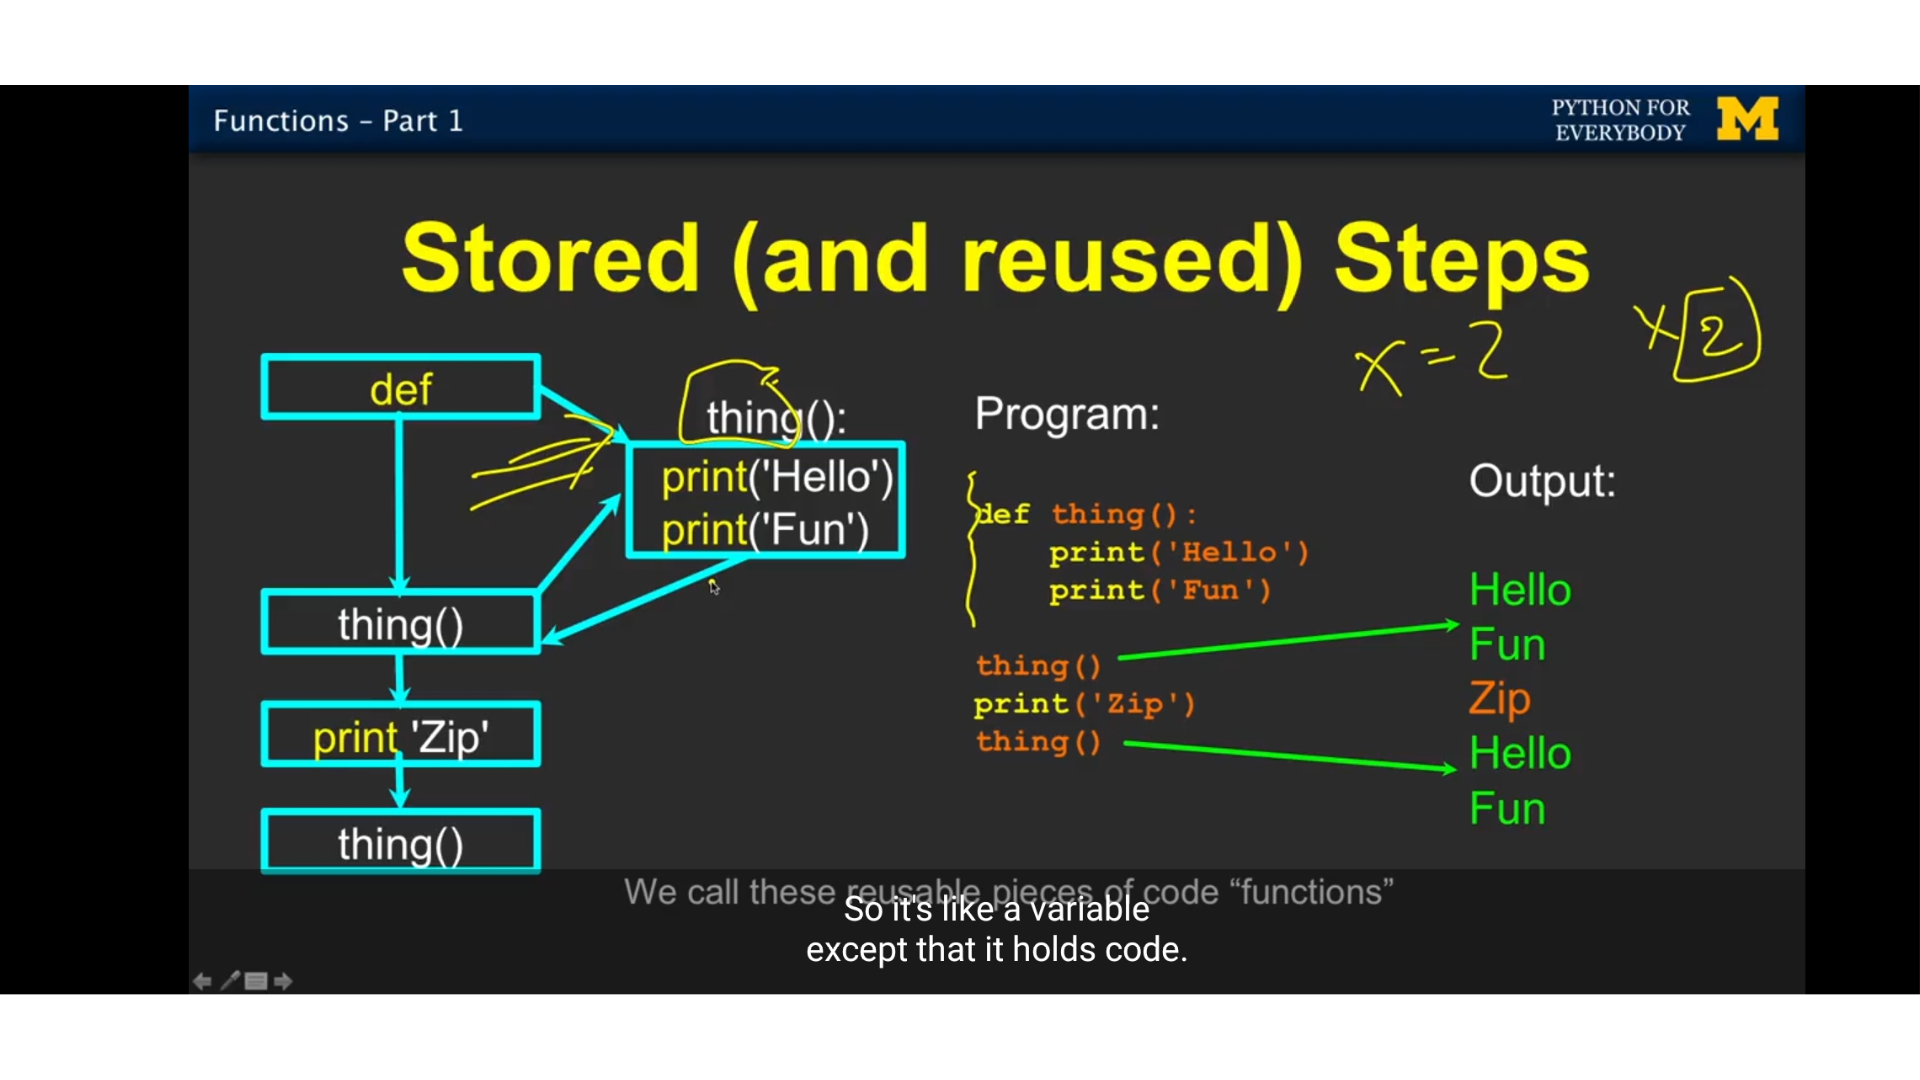 Functions – Part 1
PYTHON FOR
EVERYBODY
M
Stored (and reused) Steps
x = 2
x 2
def
thing():
print('Hello')
print('Fun')
thing()
print 'Zip'
thing()
Program:
def thing():
print('Hello')
print('Fun')
thing()
print('Zip')
thing()
Output:
Hello
Fun
Zip
Hello
Fun
We call these reusable pieces of code “functions”
So it's like a variable
except that it holds code.